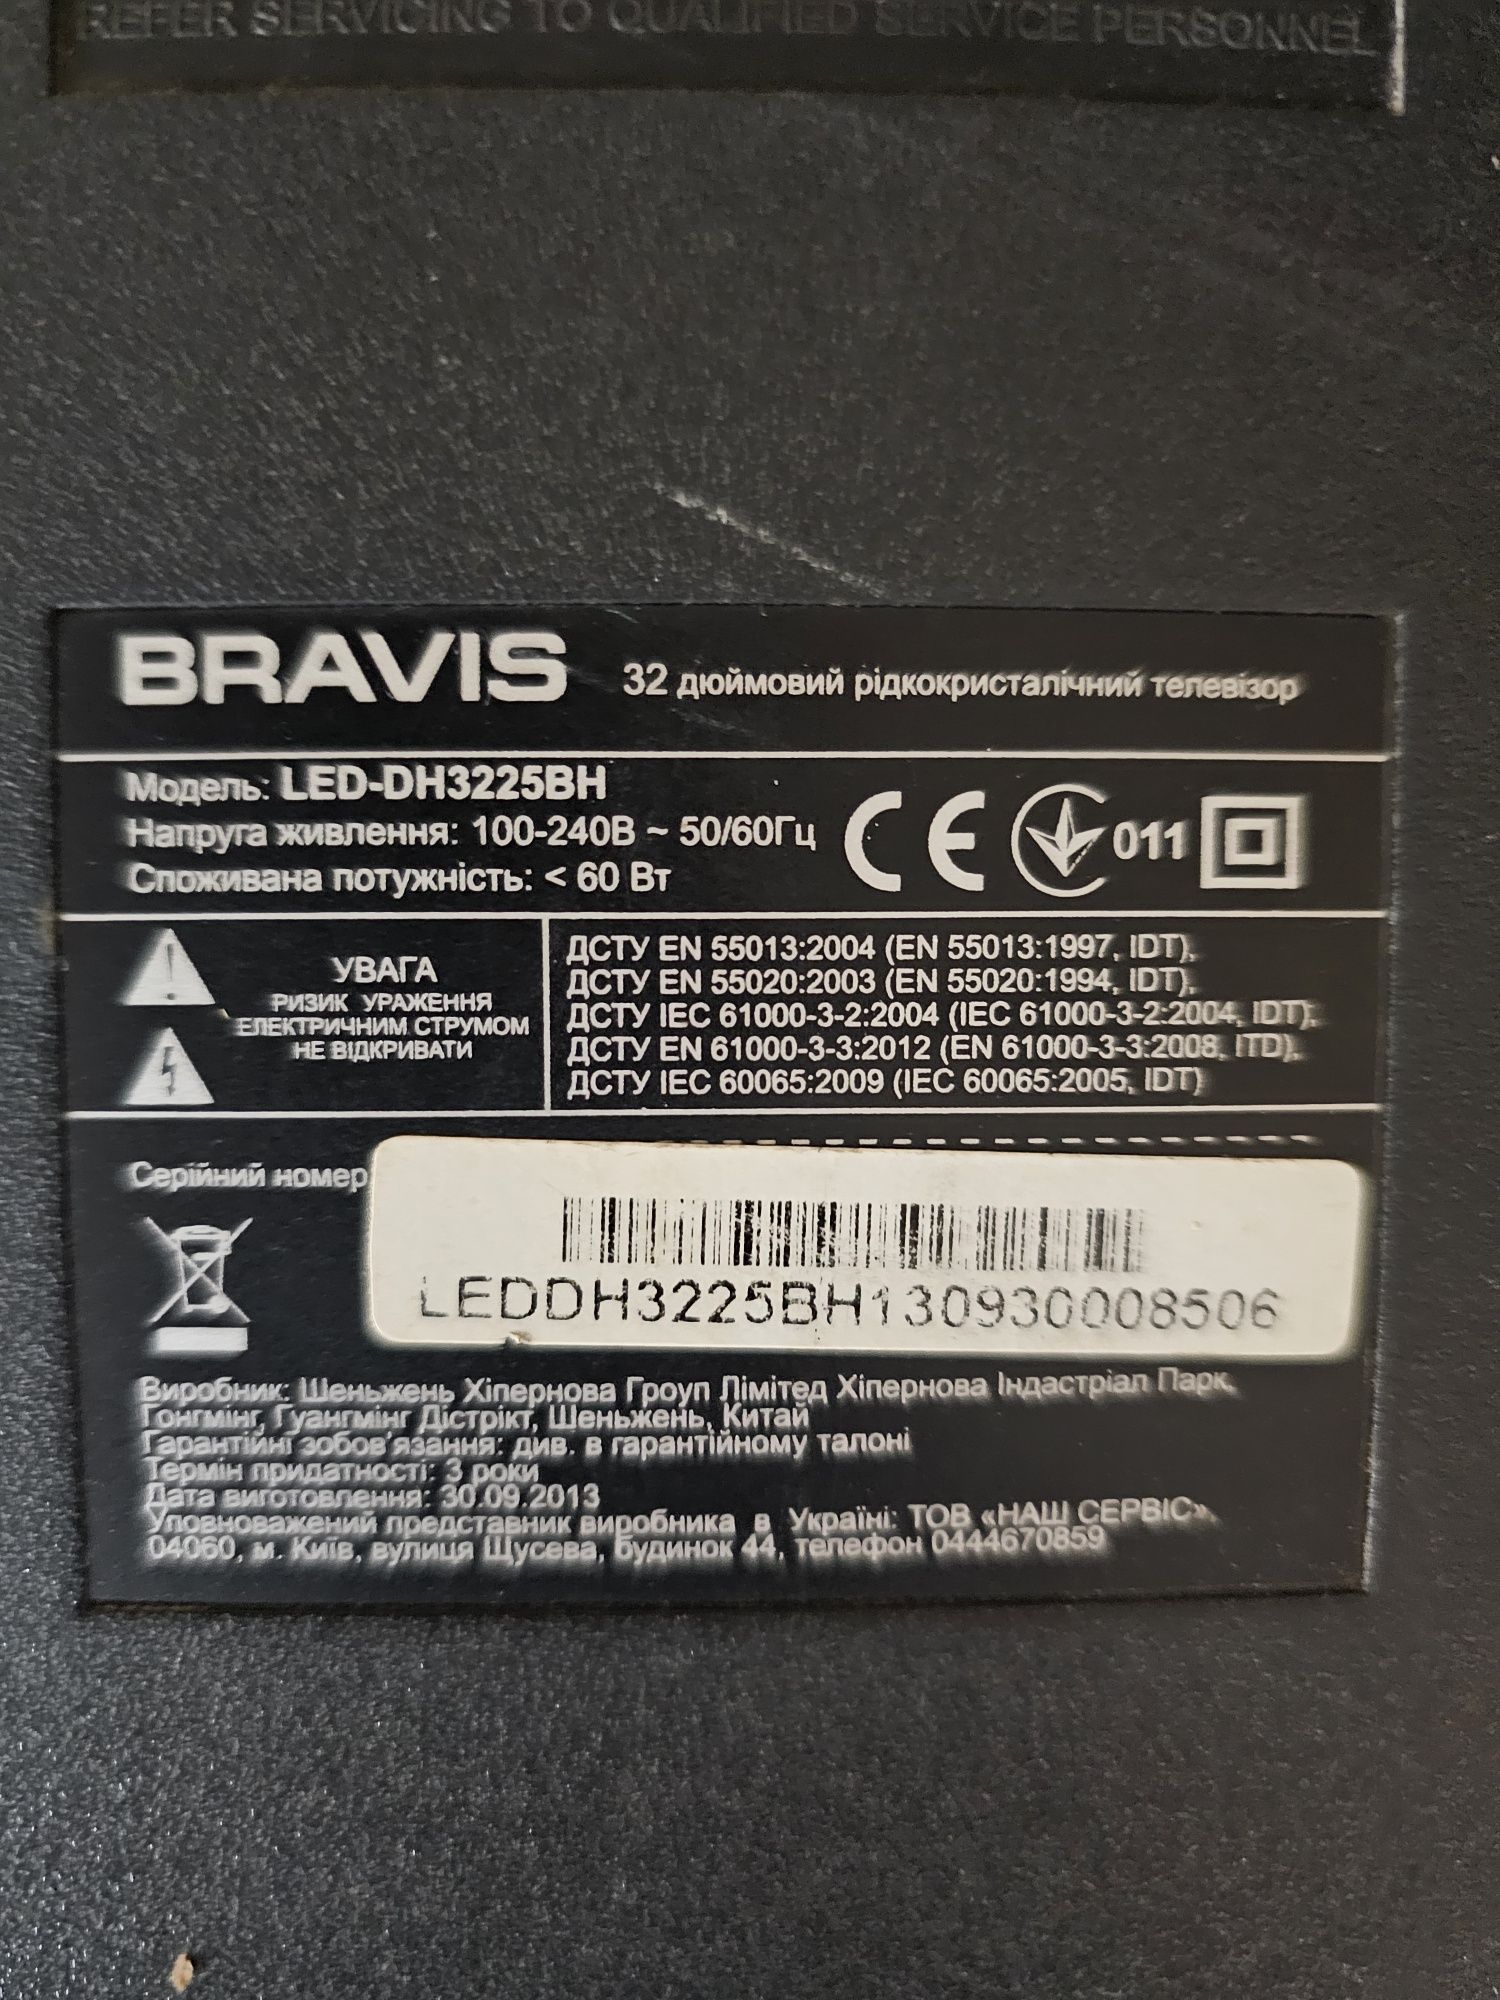 REFER SERVICING TO QUALIFIED SERVICE PERSONNEL
BRAVIS 32 дюймовий рідкокристалічний телевізор
Модель: LED-DH3225BH
Напруга живлення: 100-240В ~ 50/60Гц
Споживана потужність: < 60 Вт
CE 011
УВАГА
РИЗИК УРАЖЕННЯ
ЕЛЕКТРИЧНИМ СТРУМОМ
НЕ ВІДКРИВАТИ
ДСТУ EN 55013:2004 (EN 55013:1997, IDT),
ДСТУ EN 55020:2003 (EN 55020:1994, IDT),
ДСТУ IEC 61000-3-2:2004 (IEC 61000-3-2:2004, IDT),
ДСТУ EN 61000-3-3:2012 (EN 61000-3-3:2008, ITD),
ДСТУ IEC 60065:2009 (IEC 60065:2005, IDT)
Серійний номер
LEDDH3225BH130930008506
Виробник: Шеньжень Хіпернова Гроуп Лімітед Хіпернова Індастріал Парк,
Гонгмінг, Гуангмінг Дістрікт, Шеньжень, Китай
Гарантійні зобов'язання: див. в гарантійному талоні
Термін придатності: 3 роки
Дата виготовлення: 30.09.2013
Уповноважений представник виробника в Україні: ТОВ «НАШ СЕРВІС»,
04060, м. Київ, вулиця Щусева, будинок 44, телефон 0444670859